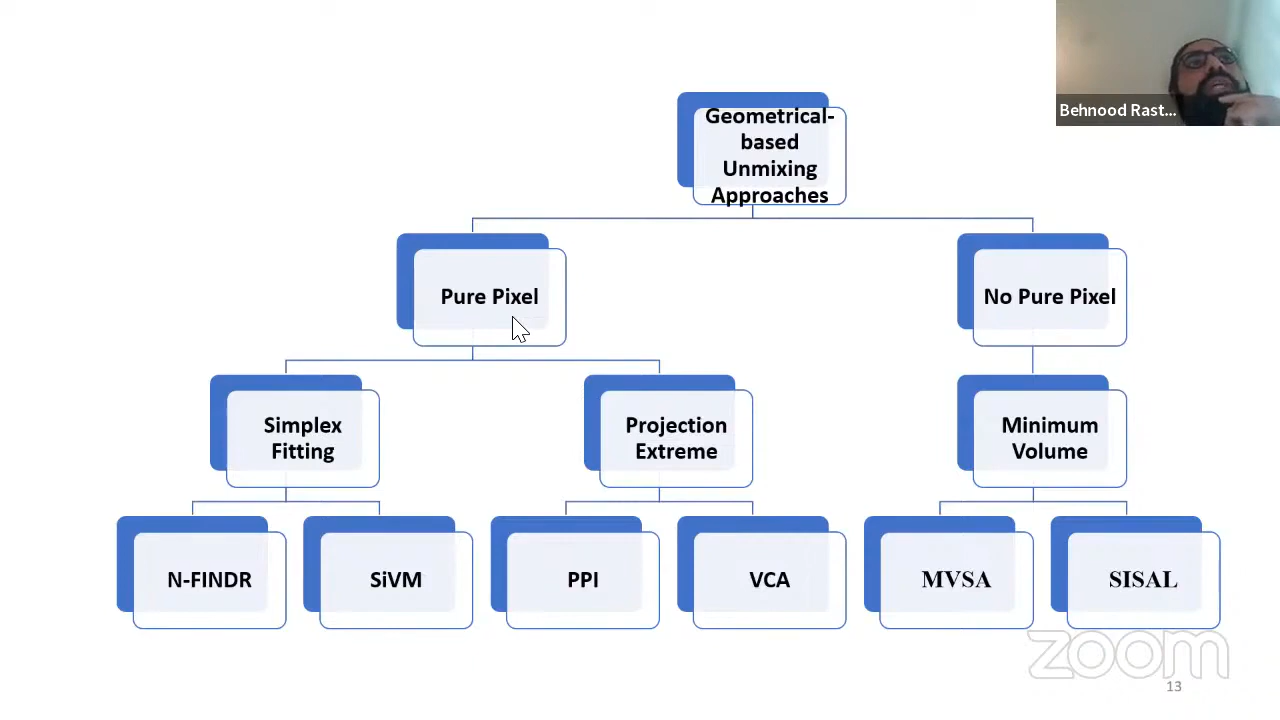 Behnood Rast...
Geometrical-
based
Unmixing
Approaches
Pure Pixel
No Pure Pixel
Simplex
Fitting
Projection
Extreme
Minimum
Volume
N-FINDR
SiVM
PPI
VCA
MVSA
SISAL
zoom
13